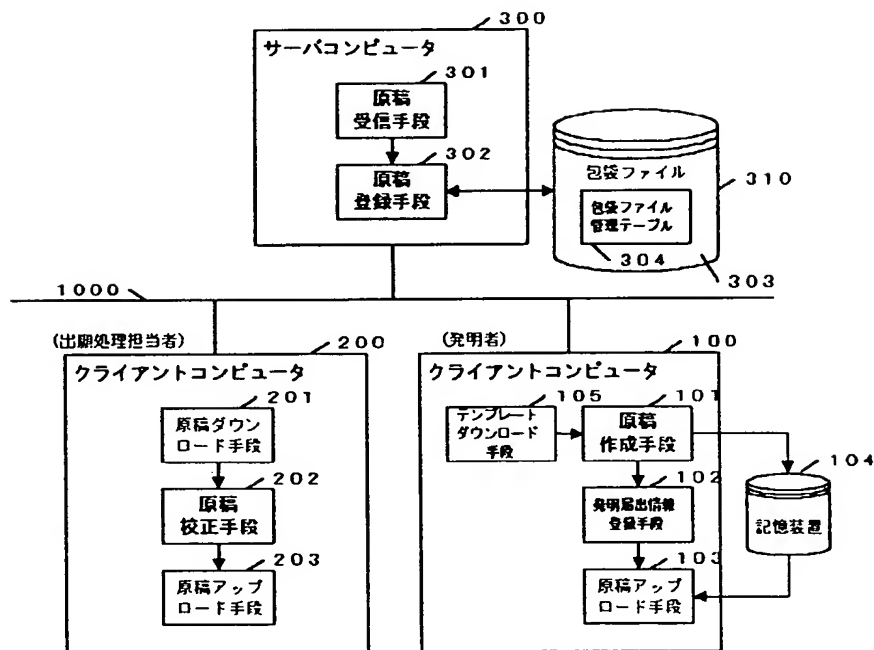 300
サーバコンピュータ
301
原稿
受信手段
302
原稿
登録手段
包袋ファイル
310
包袋ファイル
管理テーブル
304
303
1000
(出願処理担当者)
200
クライアントコンピュータ
201
原稿ダウン
ロード手段
202
原稿
校正手段
203
原稿アップ
ロード手段
(発明者)
100
クライアントコンピュータ
105
テンプレート
ダウンロード
手段
101
原稿
作成手段
102
発明届出情報
登録手段
103
原稿アップ
ロード手段
104
記憶装置